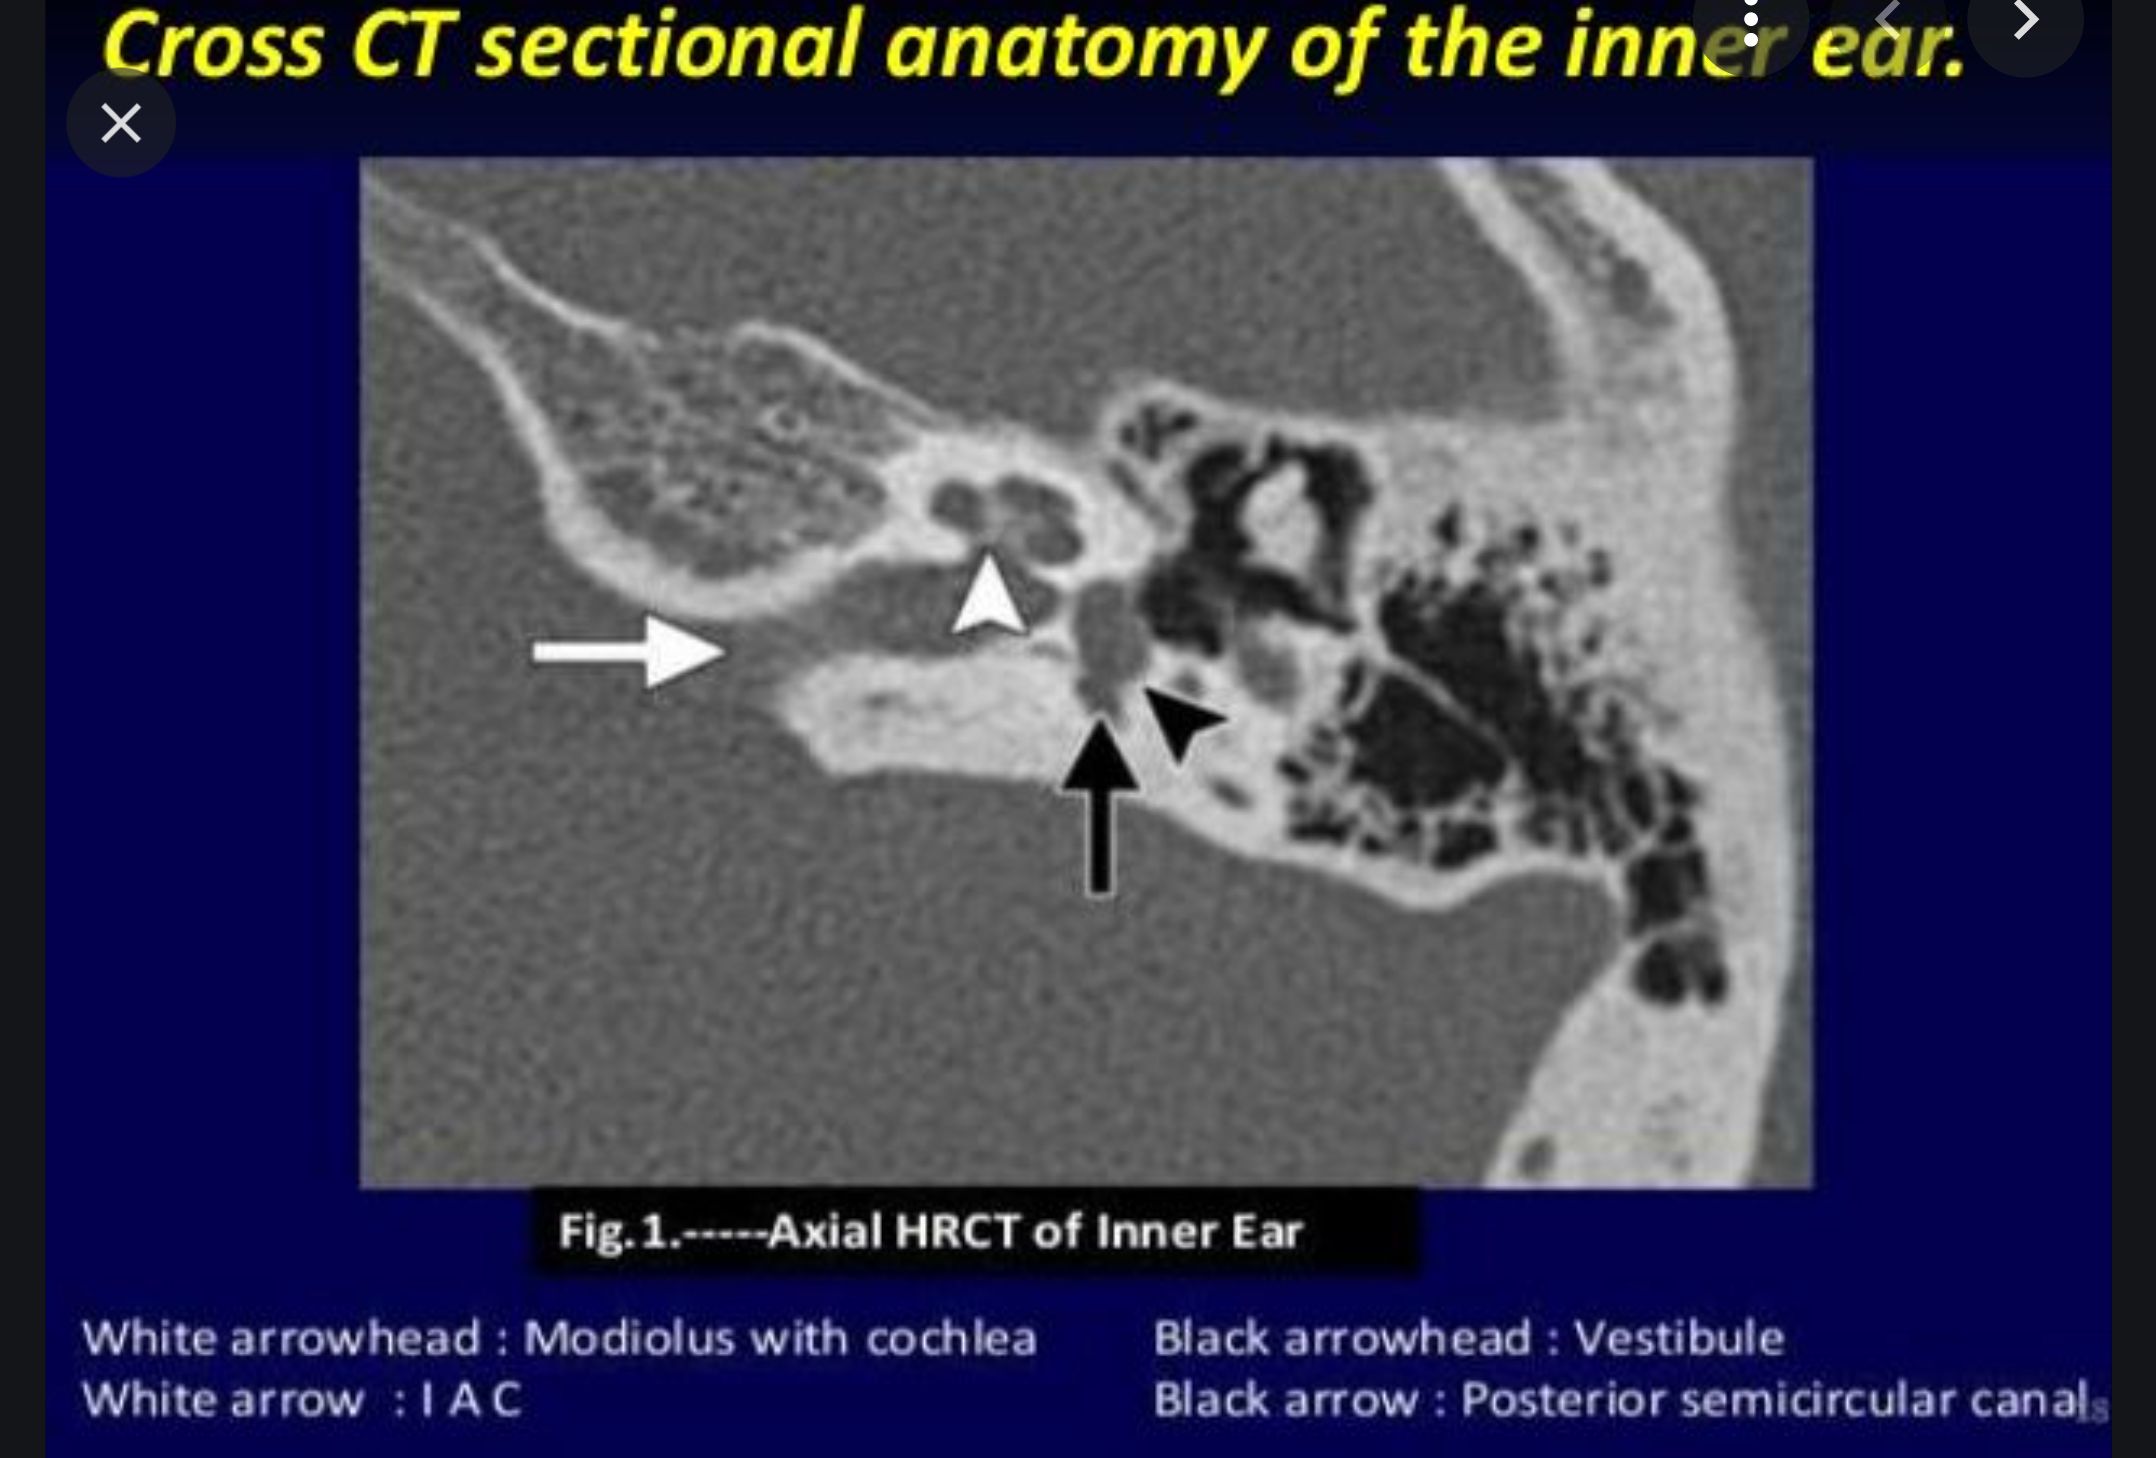 Cross CT sectional anatomy of the inner ear.
Fig.1.-----Axial HRCT of Inner Ear
White arrowhead : Modiolus with cochlea
White arrow : I A C
Black arrowhead : Vestibule
Black arrow : Posterior semicircular canals